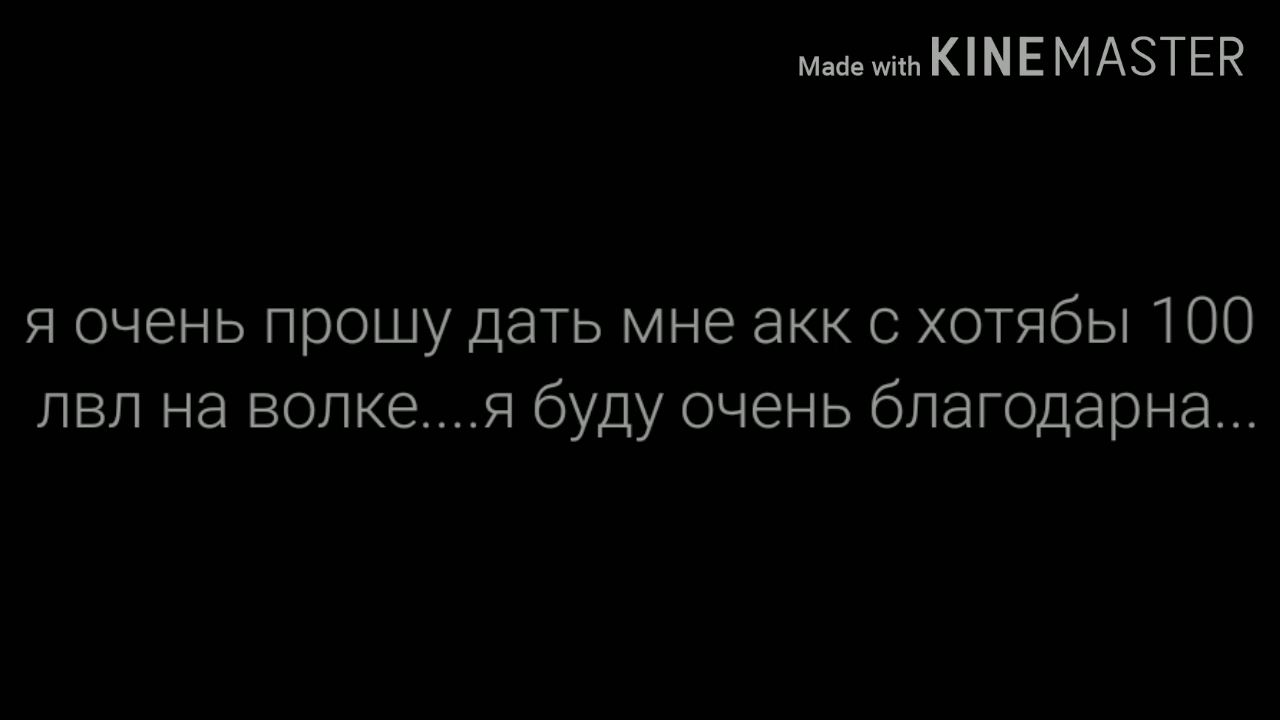 Made with KINEMASTER
я очень прошу дать мне акк с хотябы 100
лвл на волке....я буду очень благодарна...